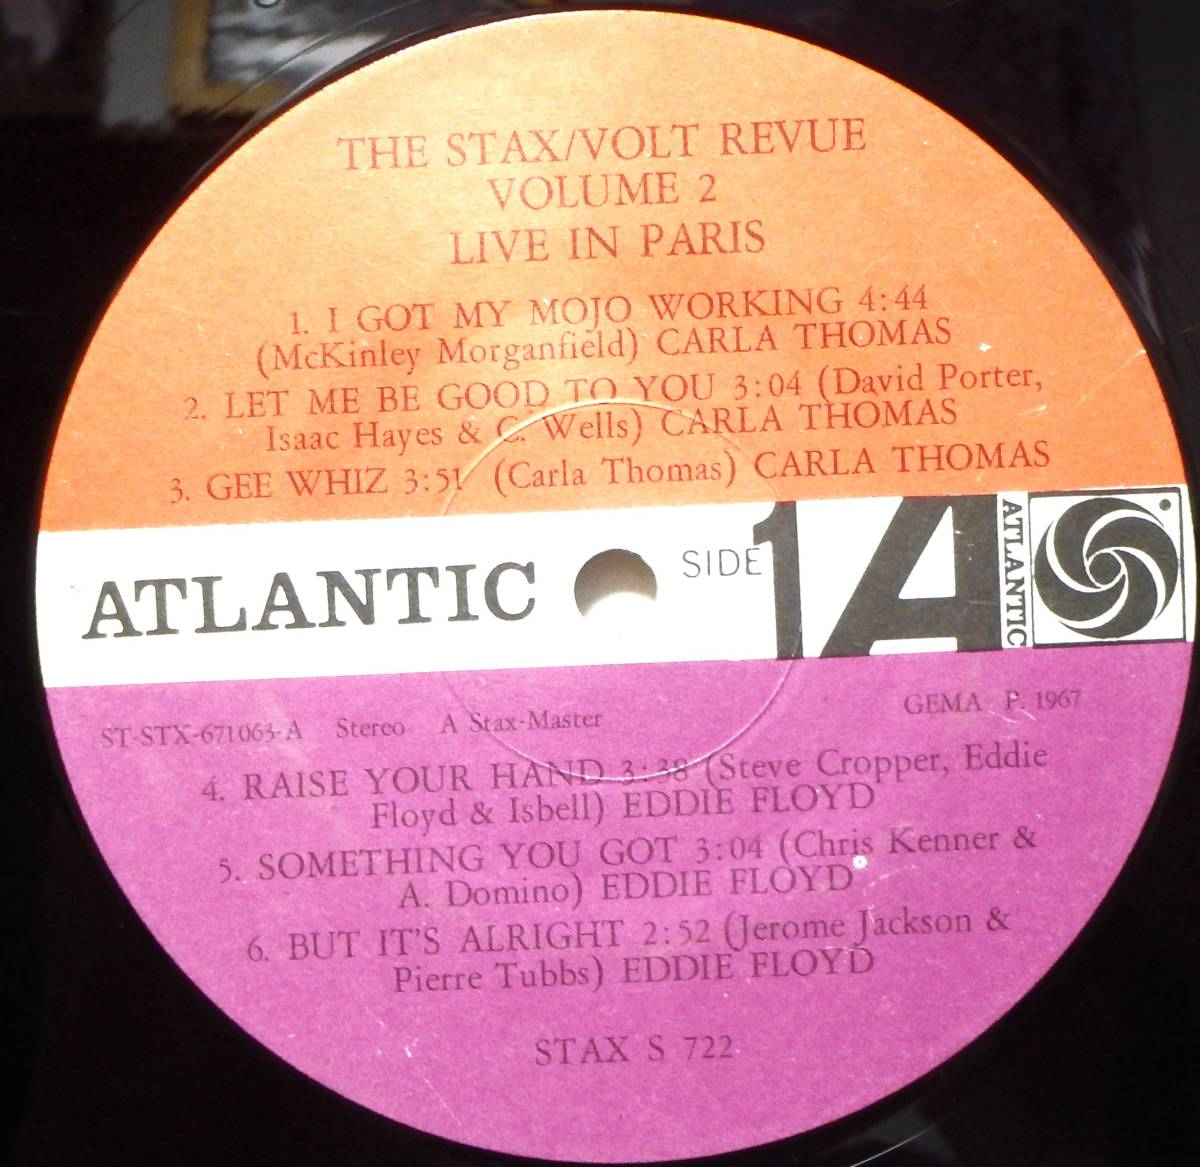 THE STAX/VOLT REVUE
VOLUME 2
LIVE IN PARIS
1. I GOT MY MOJO WORKING 4:44
(McKinley Morganfield) CARLA THOMAS
2. LET ME BE GOOD TO YOU 3:04 (David Porter,
Isaac Hayes & C. Wells) CARLA THOMAS
3. GEE WHIZ 3:51 (Carla Thomas) CARLA THOMAS
ATLANTIC
SIDE 1
A
ATLANTIC
ST-STX-671063-A Stereo A Stax-Master
GEMA P. 1967
4. RAISE YOUR HAND 3:38 (Steve Cropper, Eddie
Floyd & Isbell) EDDIE FLOYD
5. SOMETHING YOU GOT 3:04 (Chris Kenner &
A. Domino) EDDIE FLOYD
6. BUT IT'S ALRIGHT 2:52 (Jerome Jackson &
Pierre Tubbs) EDDIE FLOYD
STAX S 722